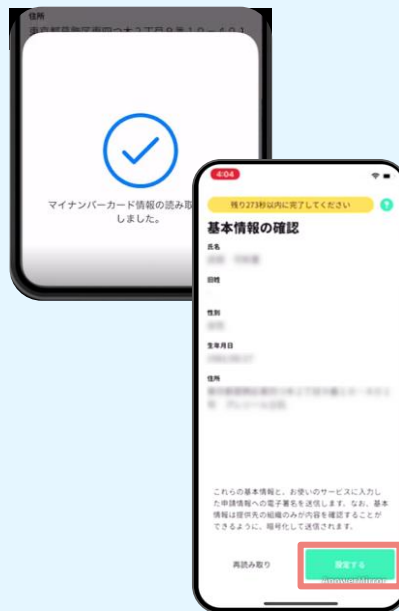 住所
マイナンバーカード情報の読み取
しました。
4:04
残り273秒以内に完了してください
?
基本情報の確認
氏名
旧姓
性別
生年月日
住所
これらの基本情報と、お使いのサービスに入力し
た申請情報への電子署名を送信します。なお、基本
情報は提供先の組織のみが内容を確認することが
できるように、暗号化して送信されます。
再読み取り
設定する